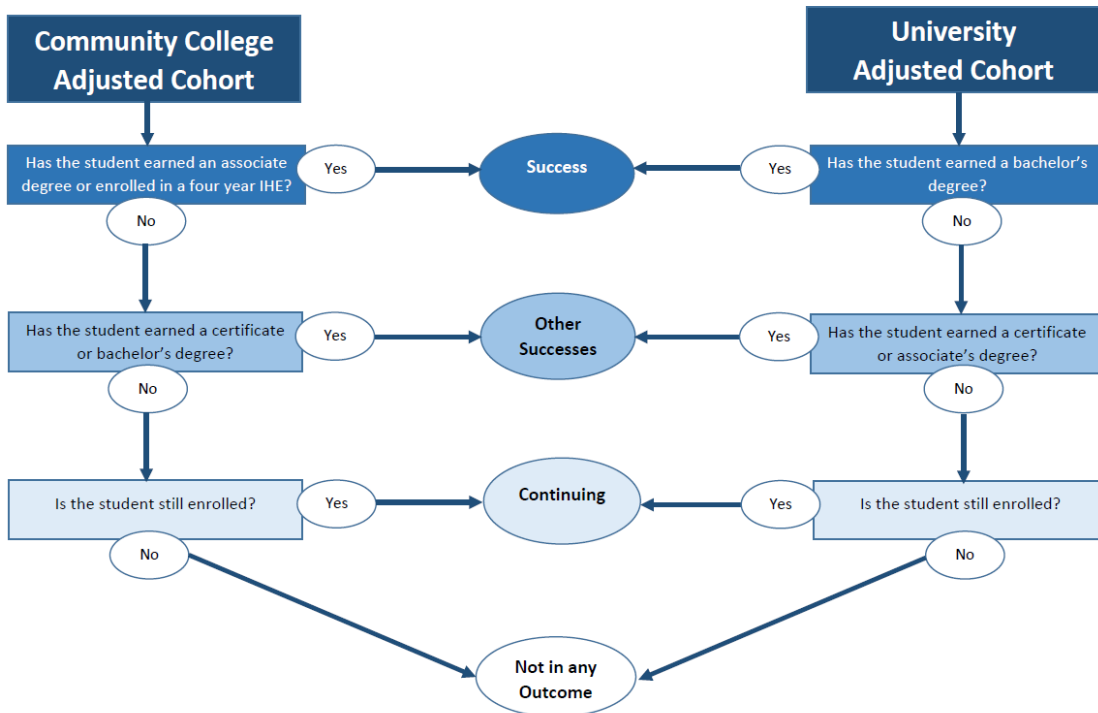 Community College
Adjusted Cohort
University
Adjusted Cohort
Has the student earned an associate
degree or enrolled in a four year IHE?
Yes
Success
Yes
Has the student earned a bachelor's
degree?
No
No
Has the student earned a certificate
or bachelor's degree?
Yes
Other
Successes
Yes
Has the student earned a certificate
or associate's degree?
No
No
Is the student still enrolled?
Yes
Continuing
Yes
Is the student still enrolled?
No
No
Not in any
Outcome